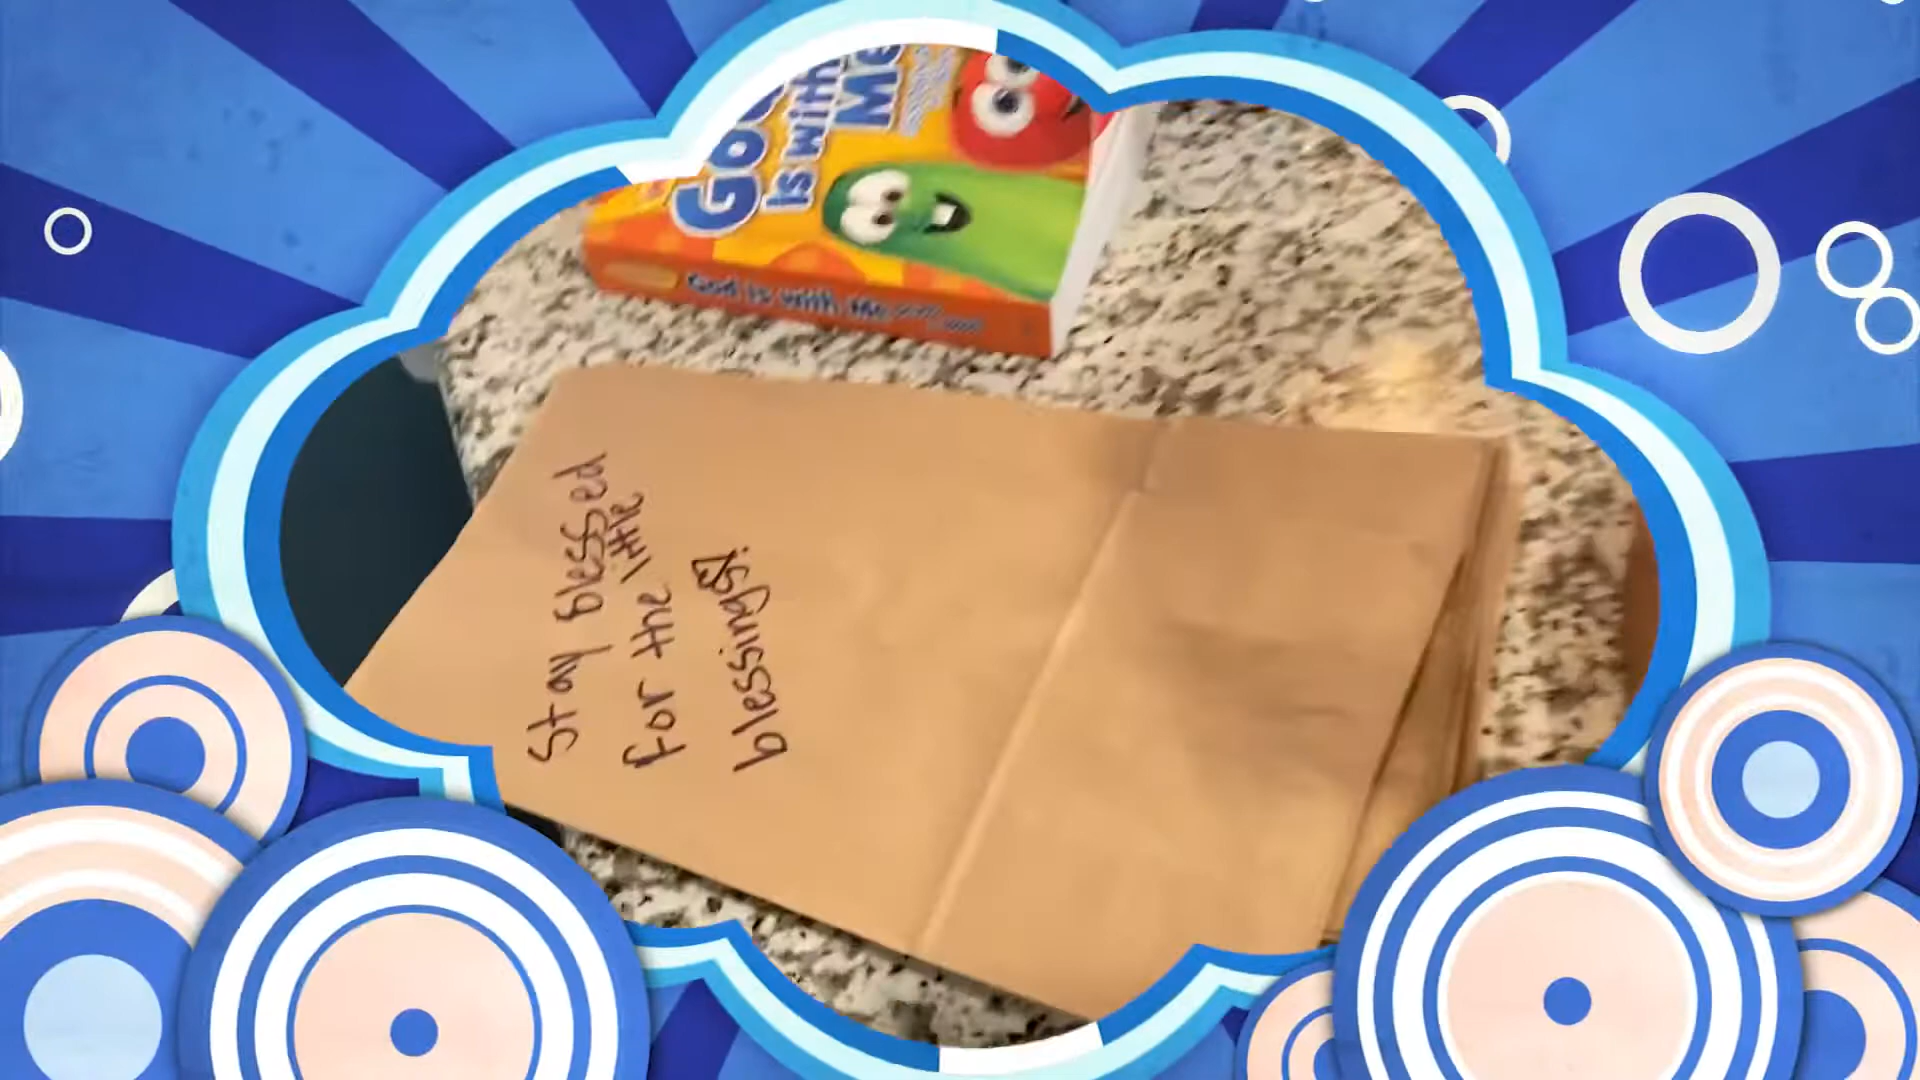 God
Is with
Me
God Is with Me
Stay blessed
for the little
blessings!